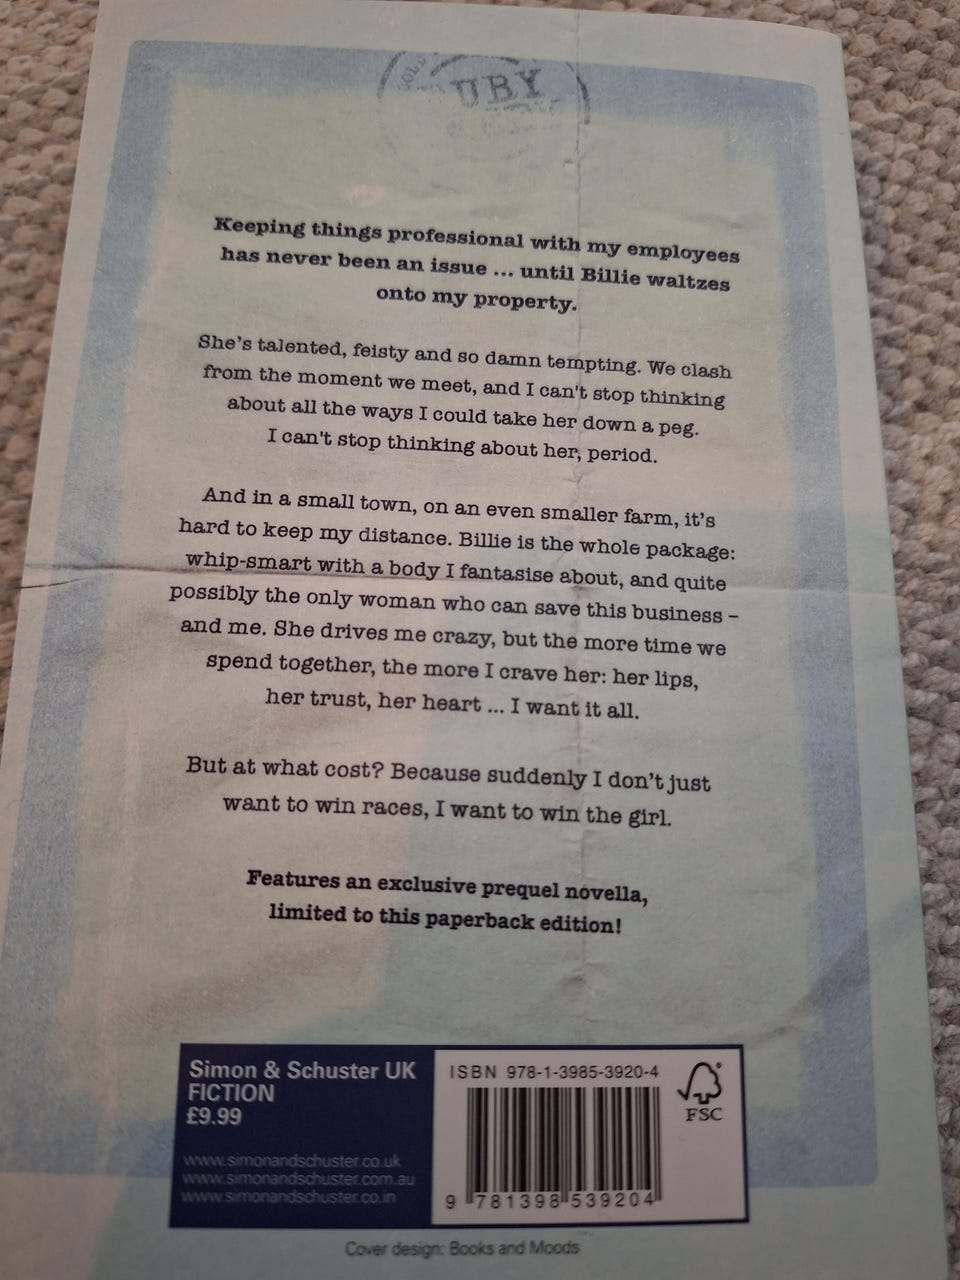 UBY
Keeping things professional with my employees
has never been an issue ... until Billie waltzes
onto my property.
She's talented, feisty and so damn tempting. We clash
from the moment we meet, and I can't stop thinking
about all the ways I could take her down a peg.
I can't stop thinking about her, period.
And in a small town, on an even smaller farm, it's
hard to keep my distance. Billie is the whole package:
whip-smart with a body I fantasise about, and quite
possibly the only woman who can save this business –
and me. She drives me crazy, but the more time we
spend together, the more I crave her: her lips,
her trust, her heart ... I want it all.
But at what cost? Because suddenly I don't just
want to win races, I want to win the girl.
Features an exclusive prequel novella,
limited to this paperback edition!
Simon & Schuster UK
FICTION
£9.99
www.simonandschuster.co.uk
www.simonandschuster.com.au
www.simonandschuster.co.in
ISBN 978-1-3985-3920-4
9 781398 539204
FSC
Cover design: Books and Moods